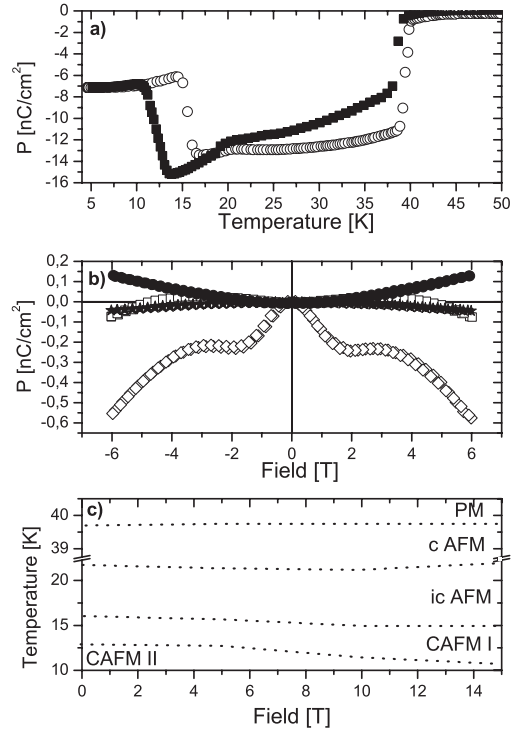 a)
P [nC/cm²]
0
-2
-4
-6
-8
-10
-12
-14
-16
5 10 15 20 25 30 35 40 45 50
Temperature [K]
b)
P [nC/cm²]
0,2
0,1
0,0
-0,1
-0,2
-0,3
-0,4
-0,5
-0,6
-6 -4 -2 0 2 4 6
Field [T]
c)
Temperature [K]
40
39
20
15
10
PM
c AFM
ic AFM
CAFM I
CAFM II
0 2 4 6 8 10 12 14
Field [T]